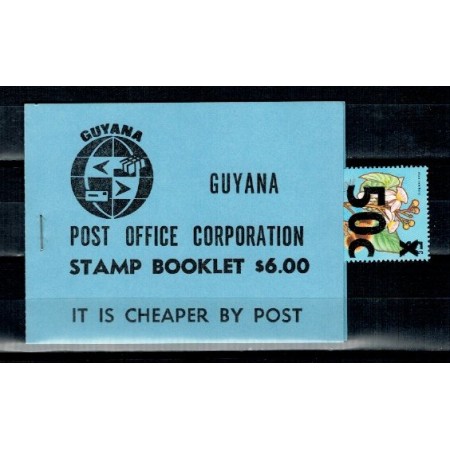 GUYANA
GUYANA
POST OFFICE CORPORATION
STAMP BOOKLET $6.00
IT IS CHEAPER BY POST
50c